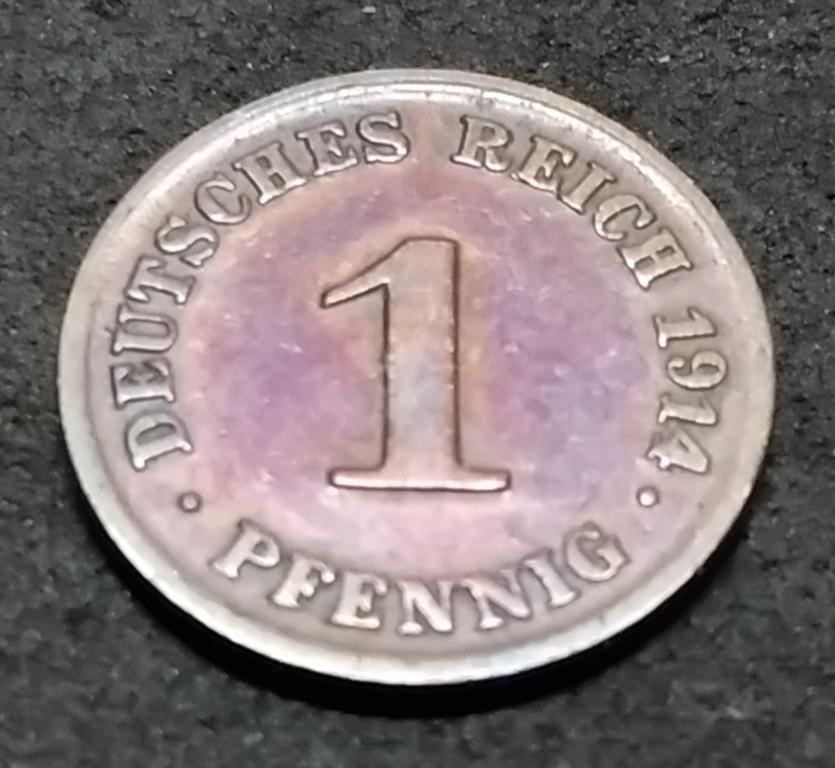 DEUTSCHES REICH 1914
1
• PFENNIG •